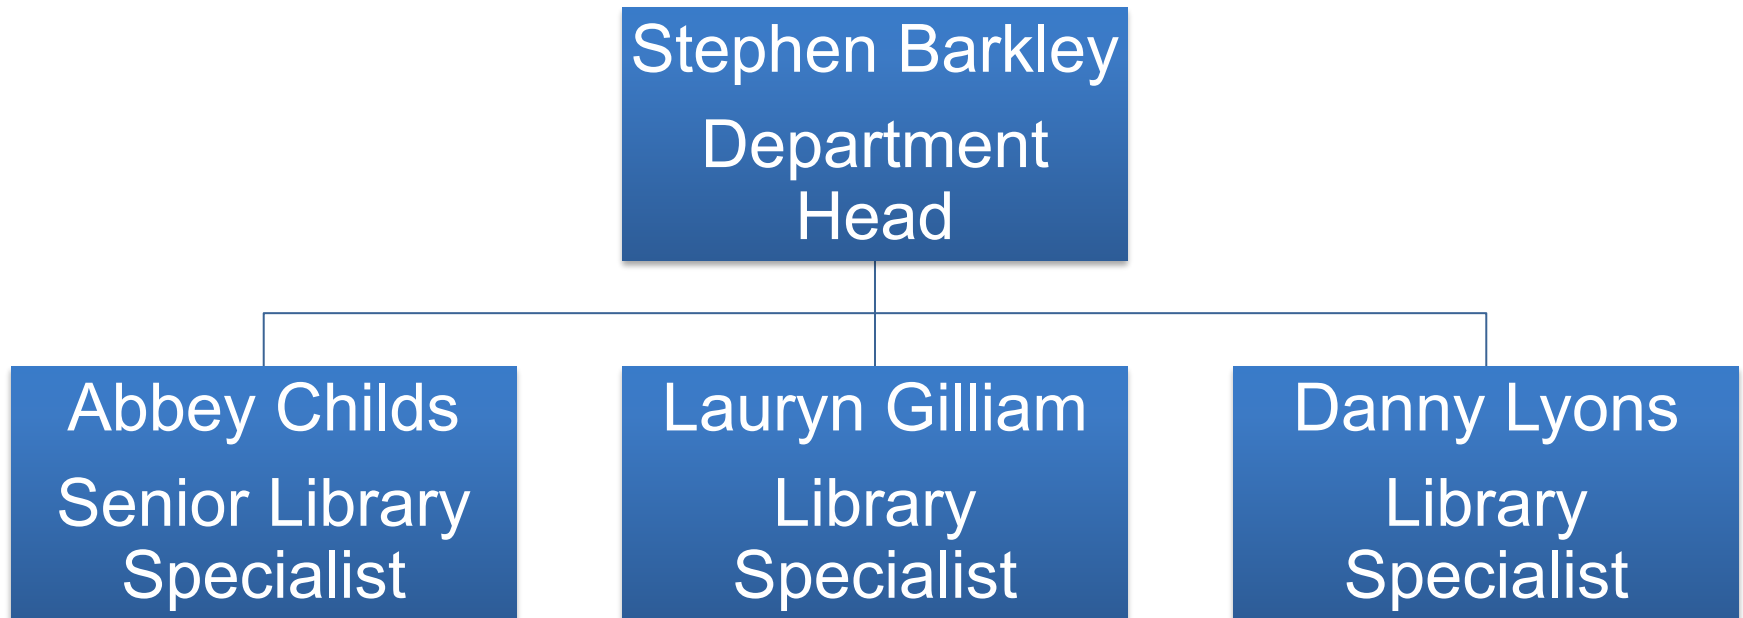 Stephen Barkley
Department
Head
Abbey Childs
Senior Library
Specialist
Lauryn Gilliam
Library
Specialist
Danny Lyons
Library
Specialist